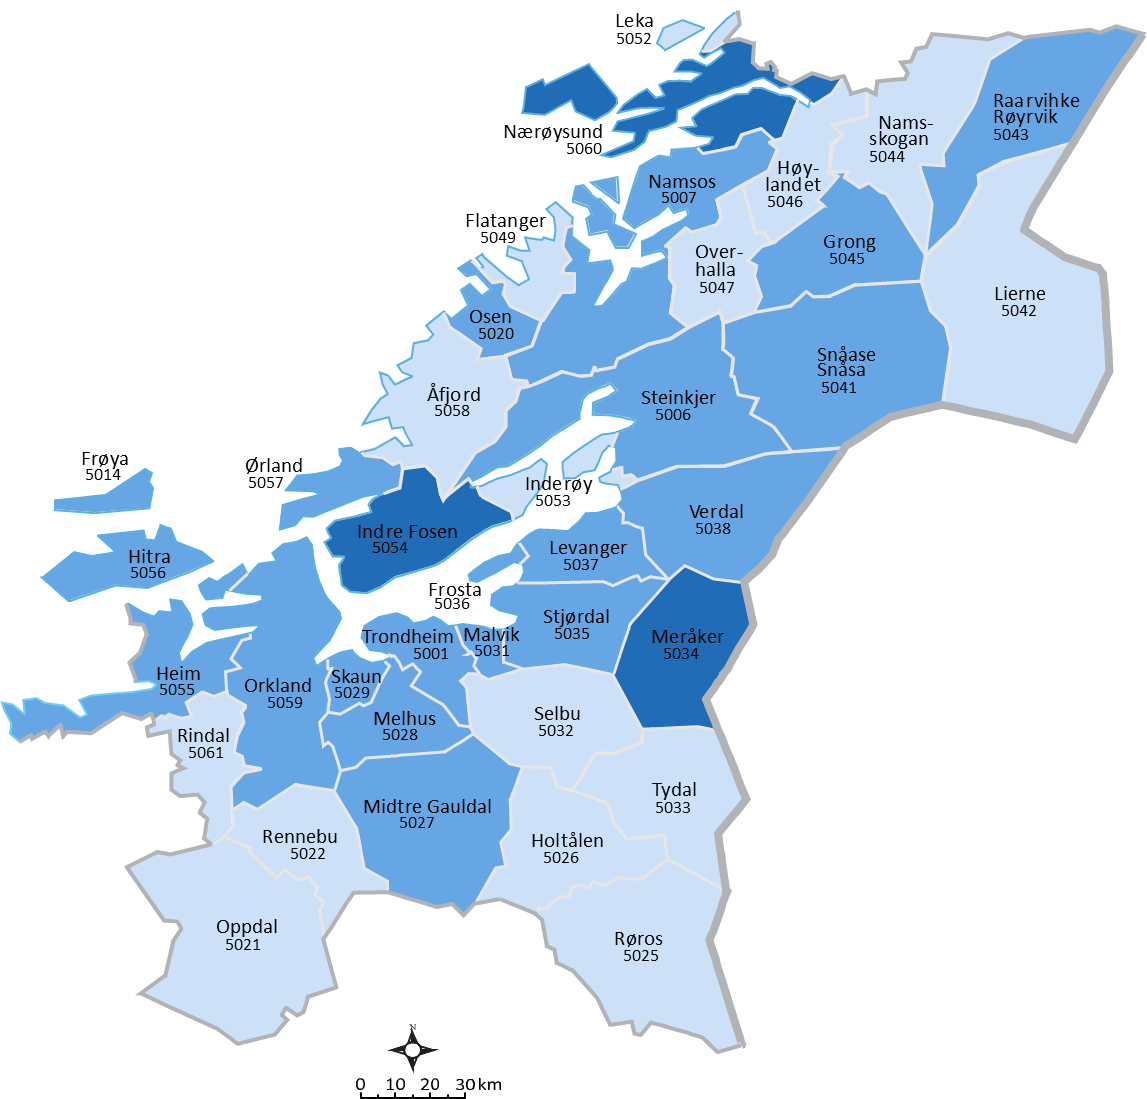 Leka
5052
Nærøysund
5060
Raarvihke
Røyrvik
5043
Nams-
skogan
5044
Høy-
landet
5046
Namsos
5007
Flatanger
5049
Grong
5045
Over-
halla
5047
Lierne
5042
Osen
5020
Snåase
Snåsa
5041
Åfjord
5058
Steinkjer
5006
Frøya
5014
Ørland
5057
Inderøy
5053
Verdal
5038
Indre Fosen
5054
Levanger
5037
Hitra
5056
Frosta
5036
Stjørdal
5035
Trondheim
5001
Malvik
5031
Meråker
5034
Heim
5055
Orkland
5059
Skaun
5029
Melhus
5028
Selbu
5032
Rindal
5061
Tydal
5033
Midtre Gauldal
5027
Rennebu
5022
Holtålen
5026
Oppdal
5021
Røros
5025
N
0 10 20 30 km